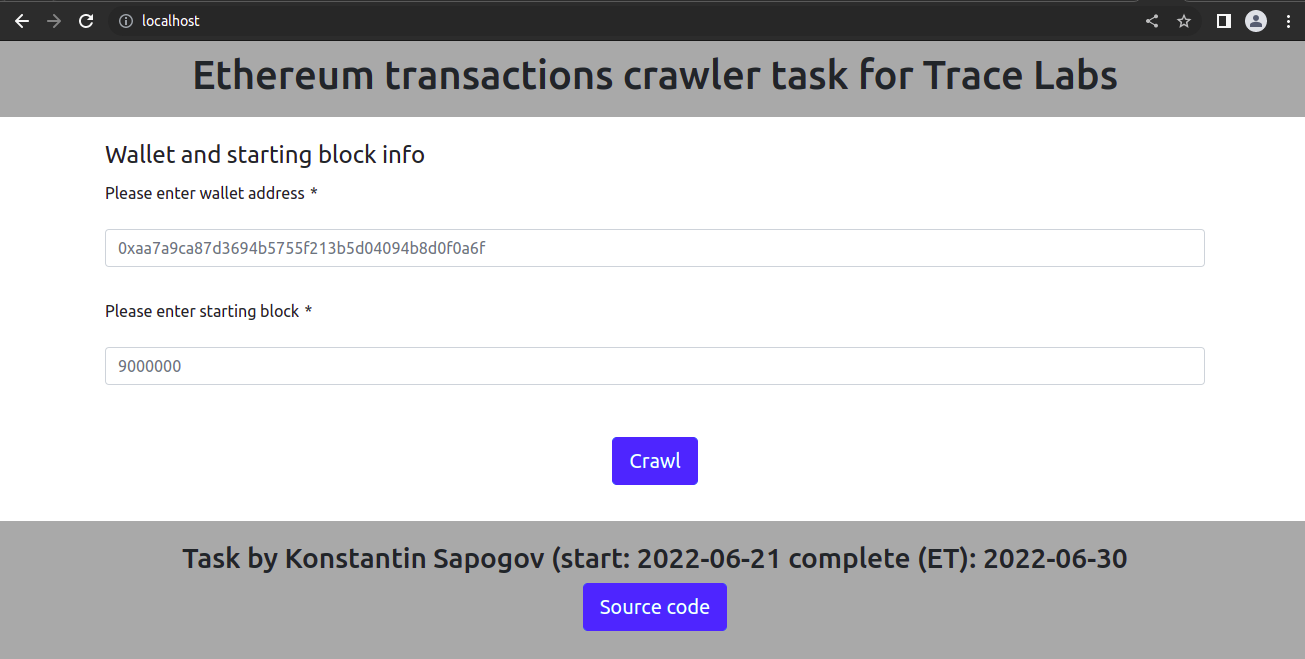 localhost
Ethereum transactions crawler task for Trace Labs
Wallet and starting block info
Please enter wallet address *
0xaa7a9ca87d3694b5755f213b5d04094b8d0f0a6f
Please enter starting block *
9000000
Crawl
Task by Konstantin Sapogov (start: 2022-06-21 complete (ET): 2022-06-30
Source code